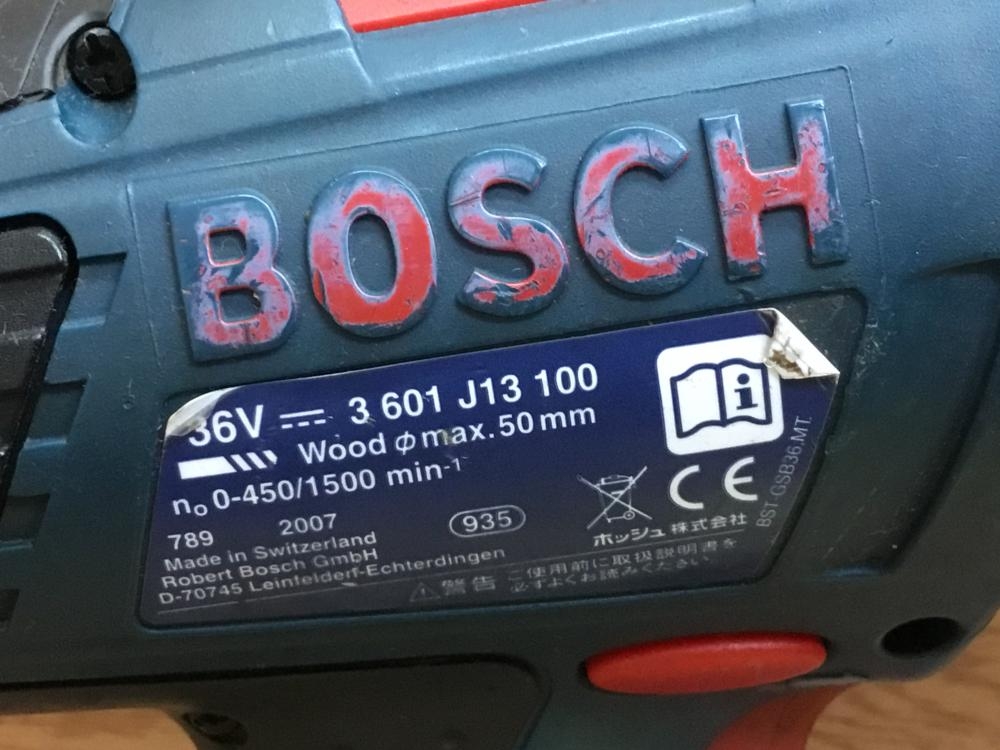 BOSCH
36V ⎓ 3 601 J13 100
Wood ϕ max. 50 mm
n₀ 0-450/1500 min⁻¹
789 2007 935
Made in Switzerland
Robert Bosch GmbH
D-70745 Leinfelderf-Echterdingen
i
CE
ボッシュ株式会社
警告 ご使用前に取扱説明書を
必ずよくお読みください
BST-GSB36.MT.